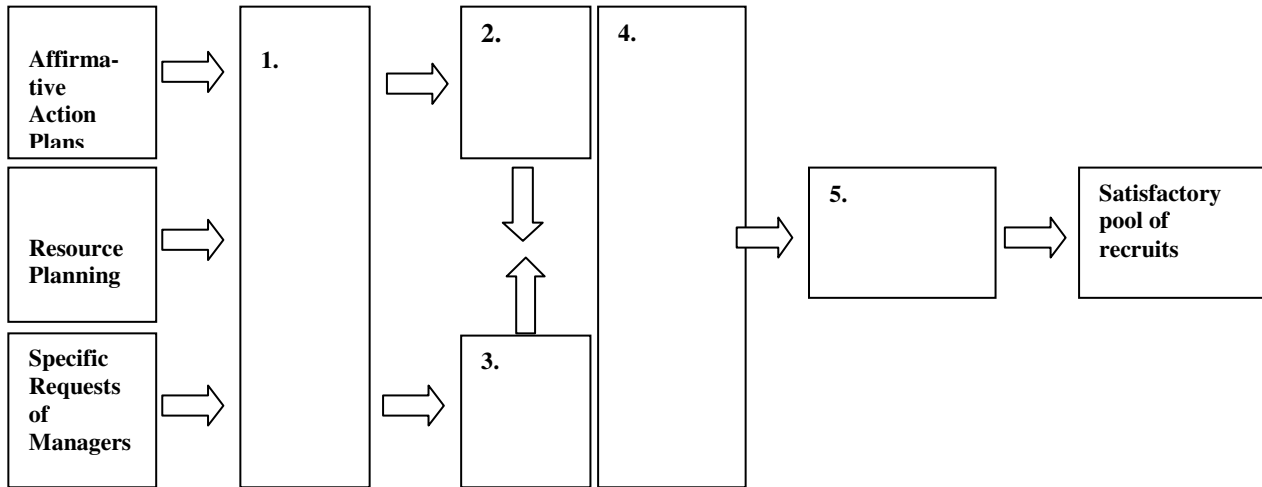 Affirma-
tive
Action
Plans
1.
2.
4.
Resource
Planning
5.
Satisfactory
pool of
recruits
Specific
Requests
of
Managers
3.